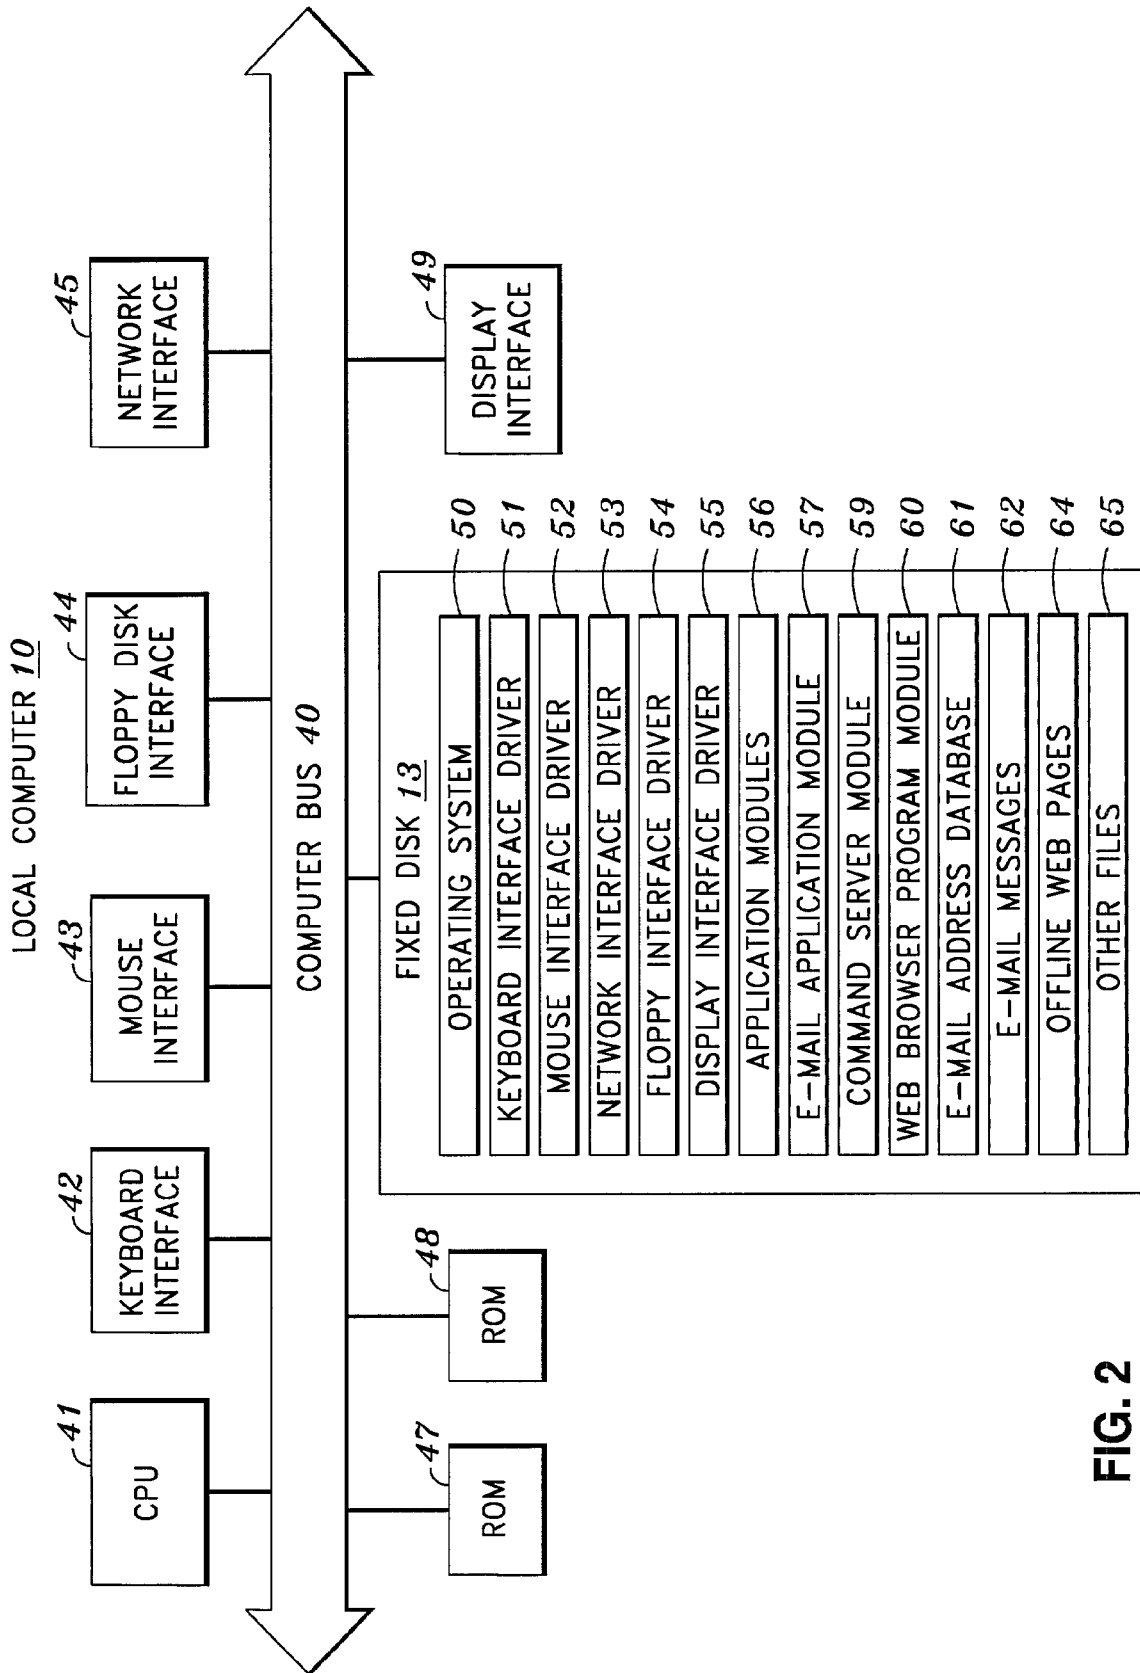 LOCAL COMPUTER 10
41
CPU
42
KEYBOARD
INTERFACE
43
MOUSE
INTERFACE
44
FLOPPY DISK
INTERFACE
45
NETWORK
INTERFACE
COMPUTER BUS 40
47
ROM
48
ROM
FIXED DISK 13
OPERATING SYSTEM 50
KEYBOARD INTERFACE DRIVER 51
MOUSE INTERFACE DRIVER 52
NETWORK INTERFACE DRIVER 53
FLOPPY INTERFACE DRIVER 54
DISPLAY INTERFACE DRIVER 55
APPLICATION MODULES 56
E-MAIL APPLICATION MODULE 57
COMMAND SERVER MODULE 59
WEB BROWSER PROGRAM MODULE 60
E-MAIL ADDRESS DATABASE 61
E-MAIL MESSAGES 62
OFFLINE WEB PAGES 64
OTHER FILES 65
49
DISPLAY
INTERFACE
FIG. 2